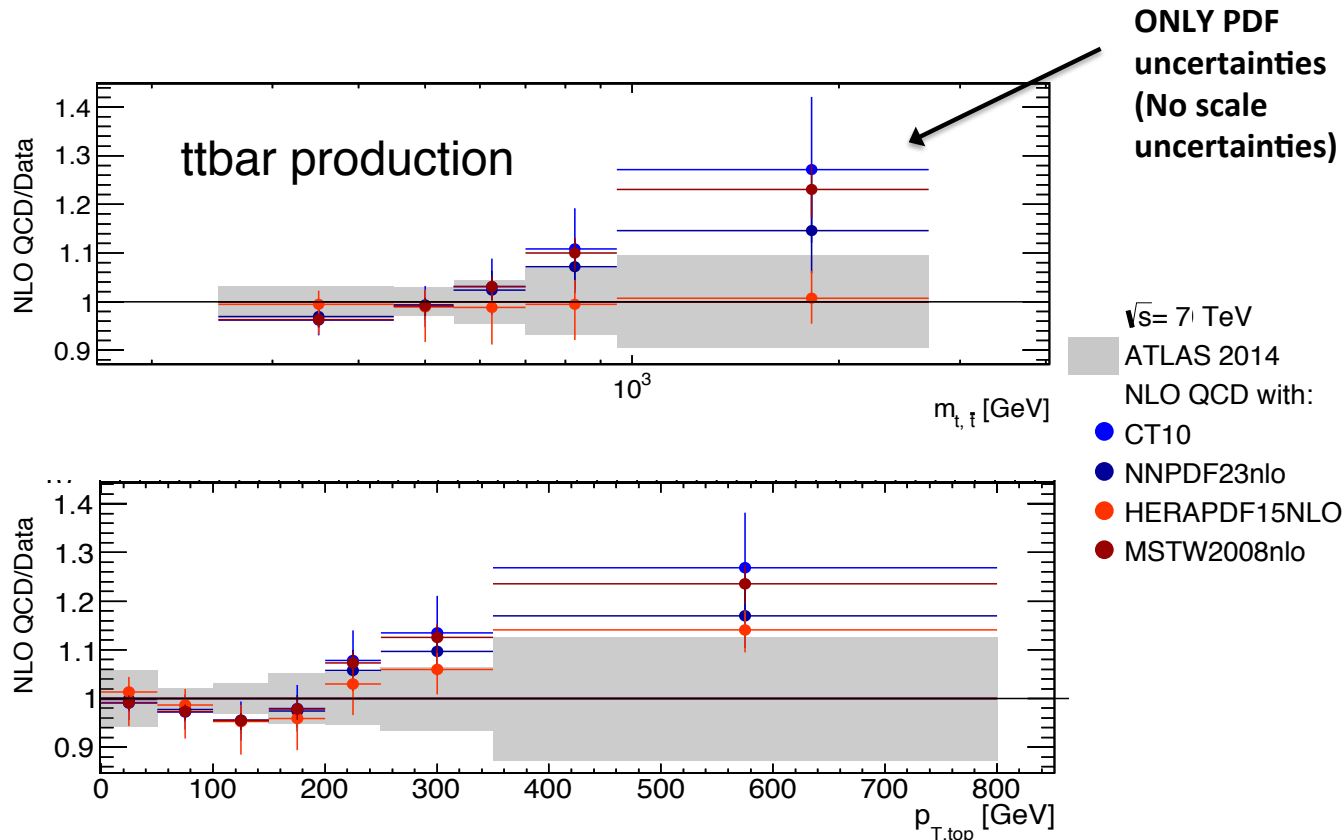 ONLY PDF
uncertainties
(No scale
uncertainties)
ttbar production
NLO QCD/Data
1.4
1.3
1.2
1.1
1
0.9
10³
m_{t, t̄} [GeV]
√s= 7 TeV
ATLAS 2014
NLO QCD with:
CT10
NNPDF23nlo
HERAPDF15NLO
MSTW2008nlo
NLO QCD/Data
1.4
1.3
1.2
1.1
1
0.9
0 100 200 300 400 500 600 700 800
p_{T,top} [GeV]